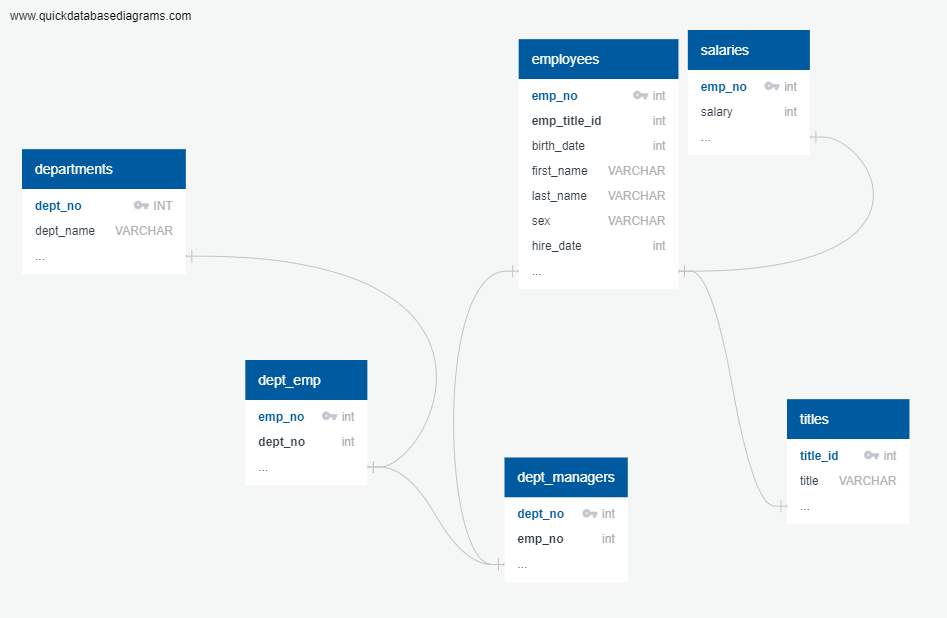 www.quickdatabasediagrams.com
employees
emp_no int
emp_title_id int
birth_date int
first_name VARCHAR
last_name VARCHAR
sex VARCHAR
hire_date int
...
salaries
emp_no int
salary int
...
departments
dept_no INT
dept_name VARCHAR
...
dept_emp
emp_no int
dept_no int
...
dept_managers
dept_no int
emp_no int
...
titles
title_id int
title VARCHAR
...